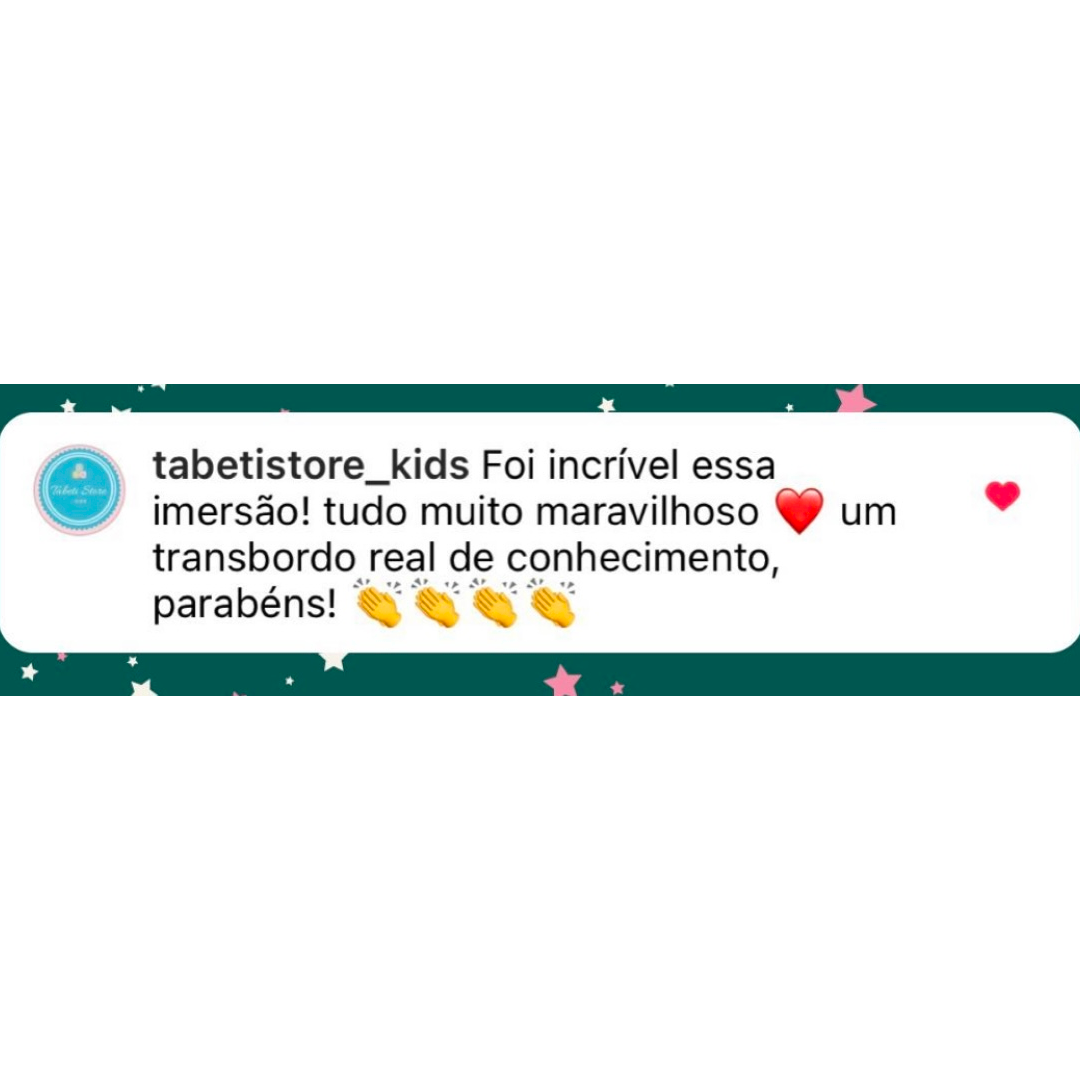 tabetistore_kids Foi incrível essa
imersão! tudo muito maravilhoso ❤️ um
transbordo real de conhecimento,
parabéns! 👏👏👏👏
Tabeti Store